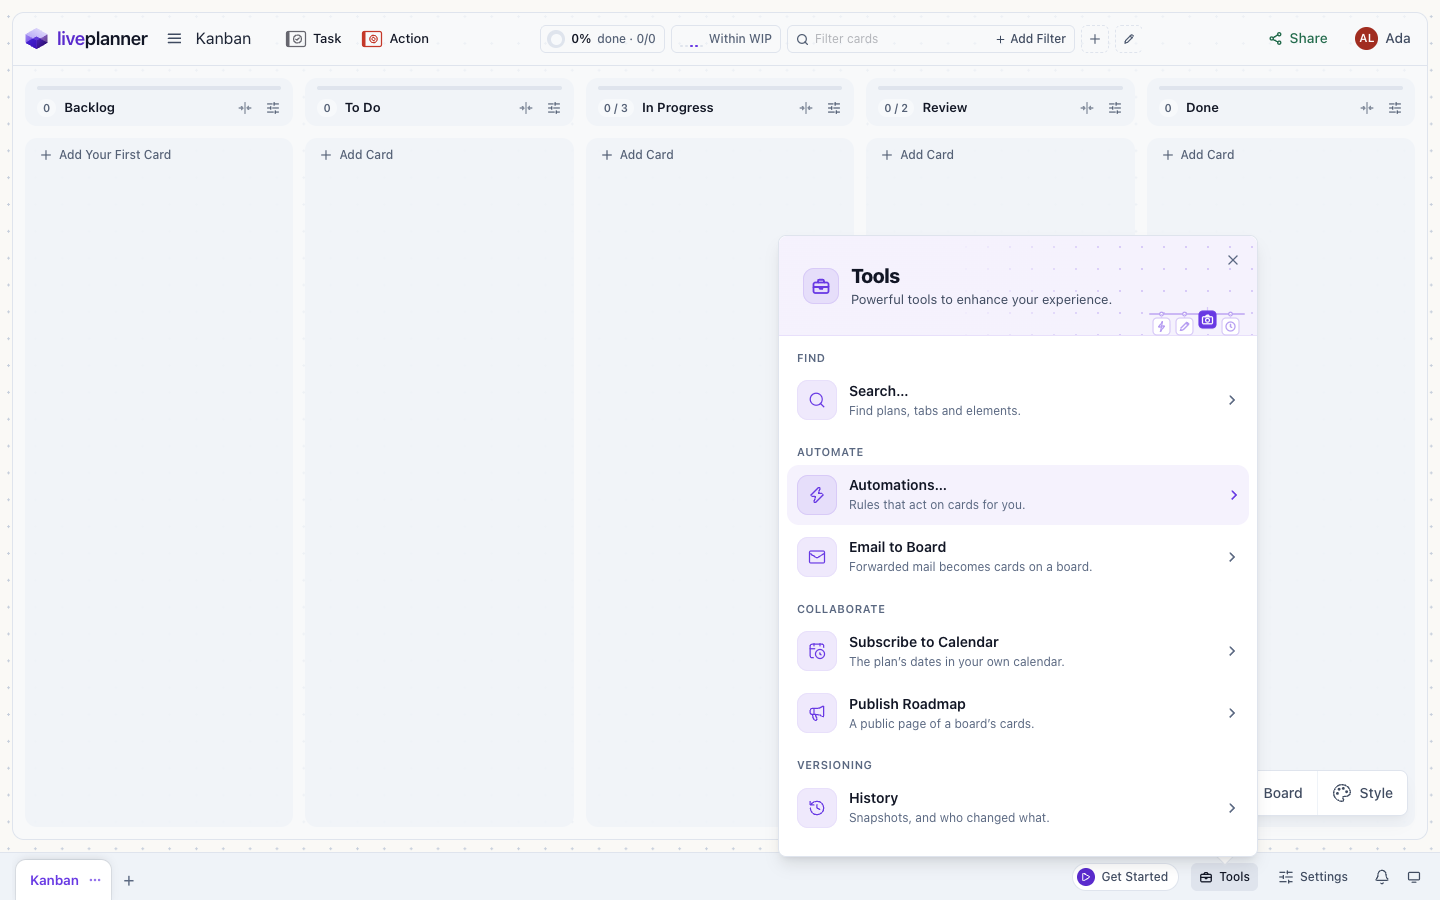 liveplanner
Kanban
Task
Action
0% done · 0/0
Within WIP
Filter cards
Add Filter
Share
AL
Ada
0 Backlog
0 To Do
0 / 3 In Progress
0 / 2 Review
0 Done
Add Your First Card
Add Card
Add Card
Add Card
Add Card
Tools
Powerful tools to enhance your experience.
FIND
Search...
Find plans, tabs and elements.
AUTOMATE
Automations...
Rules that act on cards for you.
Email to Board
Forwarded mail becomes cards on a board.
COLLABORATE
Subscribe to Calendar
The plan's dates in your own calendar.
Publish Roadmap
A public page of a board's cards.
VERSIONING
History
Snapshots, and who changed what.
Board
Style
Kanban
Get Started
Tools
Settings